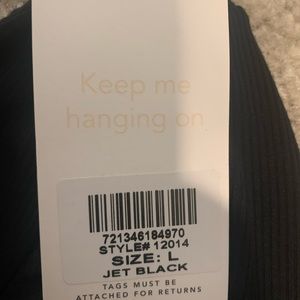 Keep me
hanging on
721346184970
STYLE# 12014
SIZE: L
JET BLACK
TAGS MUST BE
ATTACHED FOR RETURNS